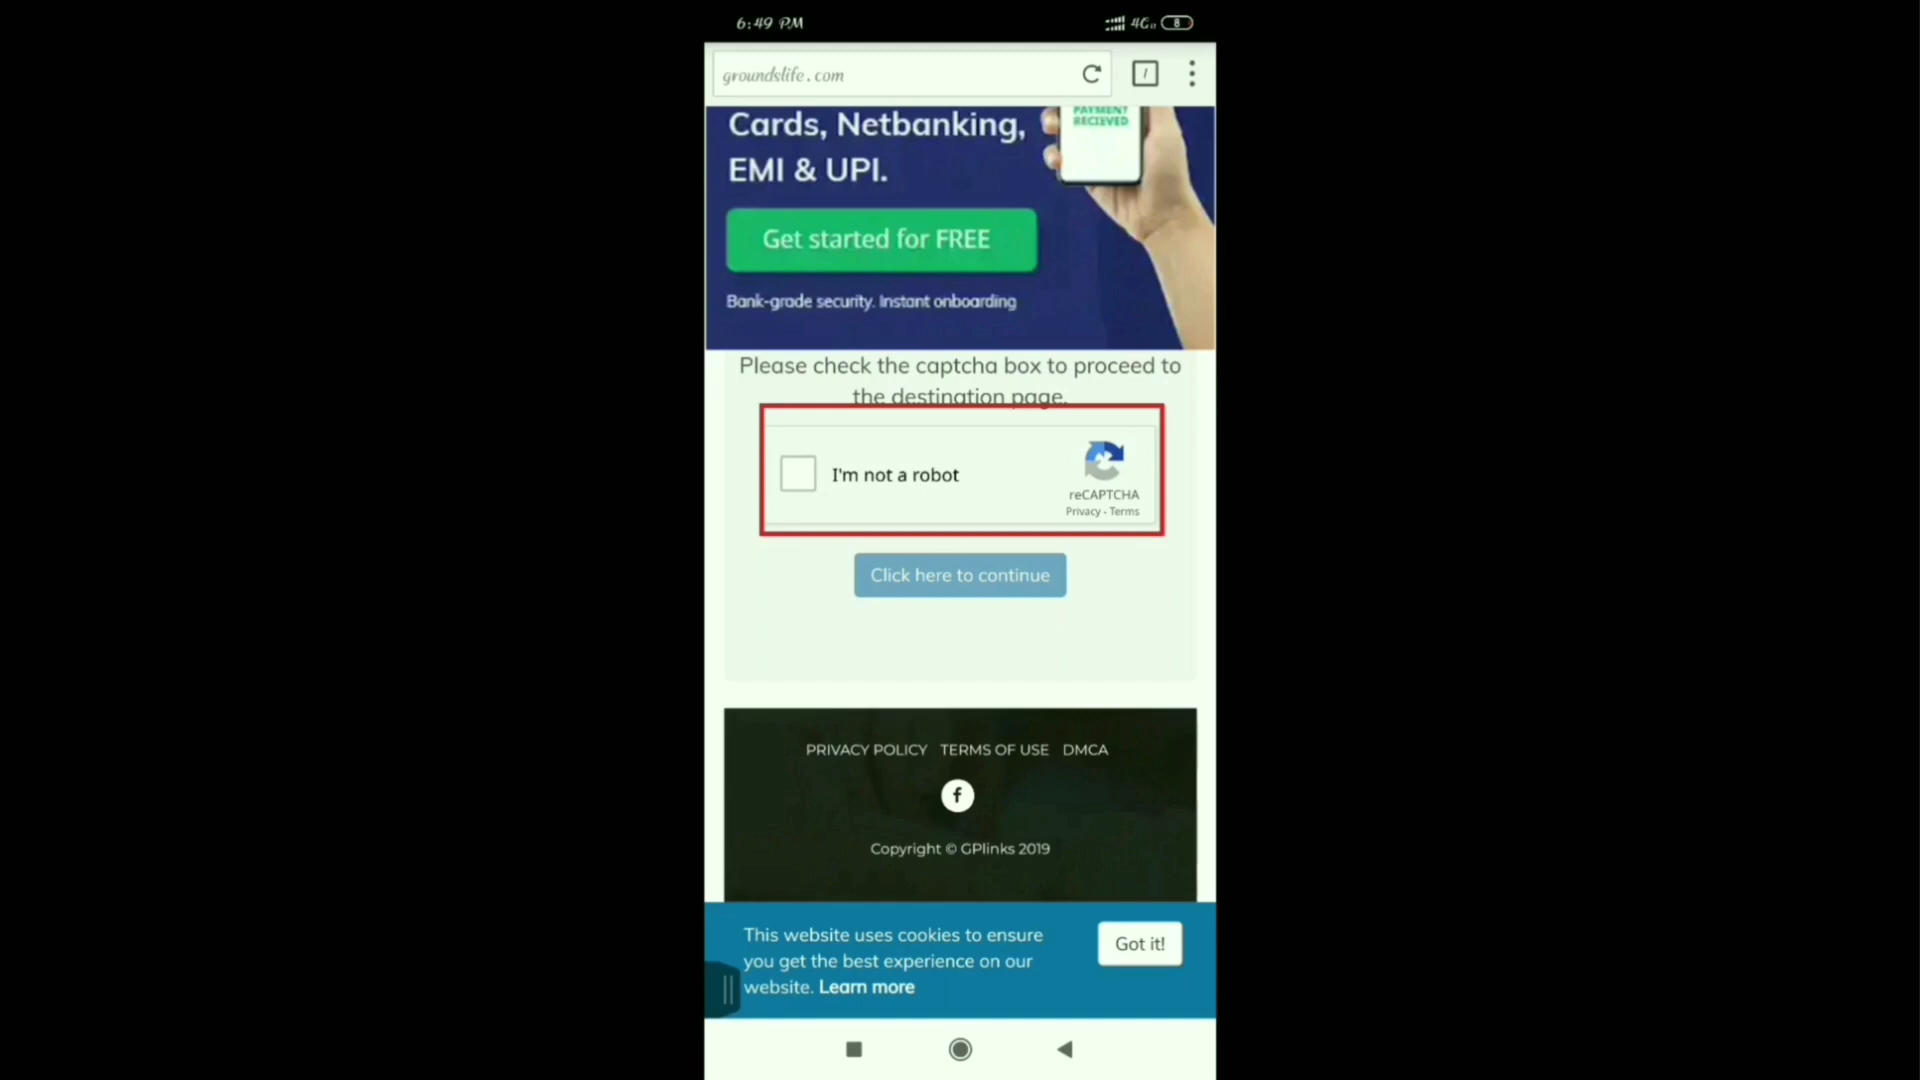 6:49 PM
4G
8
groundslife.com
Cards, Netbanking,
EMI & UPI.
PAYMENT
RECIEVED
Get started for FREE
Bank-grade security. Instant onboarding
Please check the captcha box to proceed to
the destination page.
I'm not a robot
reCAPTCHA
Privacy - Terms
Click here to continue
PRIVACY POLICY TERMS OF USE DMCA
f
Copyright © GPlinks 2019
This website uses cookies to ensure
you get the best experience on our
website. Learn more
Got it!